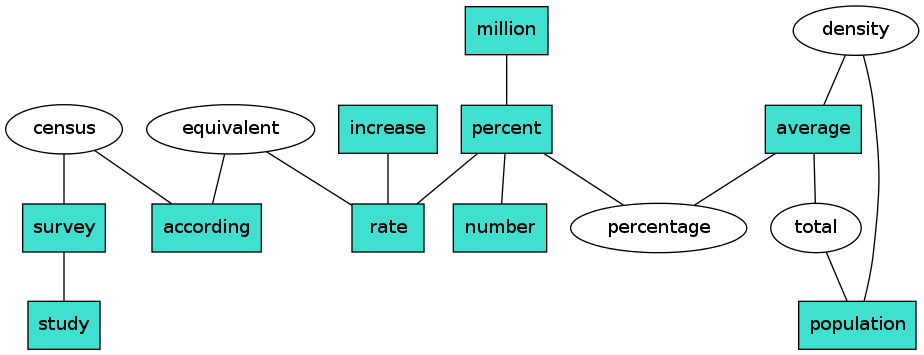 million
density
census
equivalent
increase
percent
average
survey
according
rate
number
percentage
total
study
population